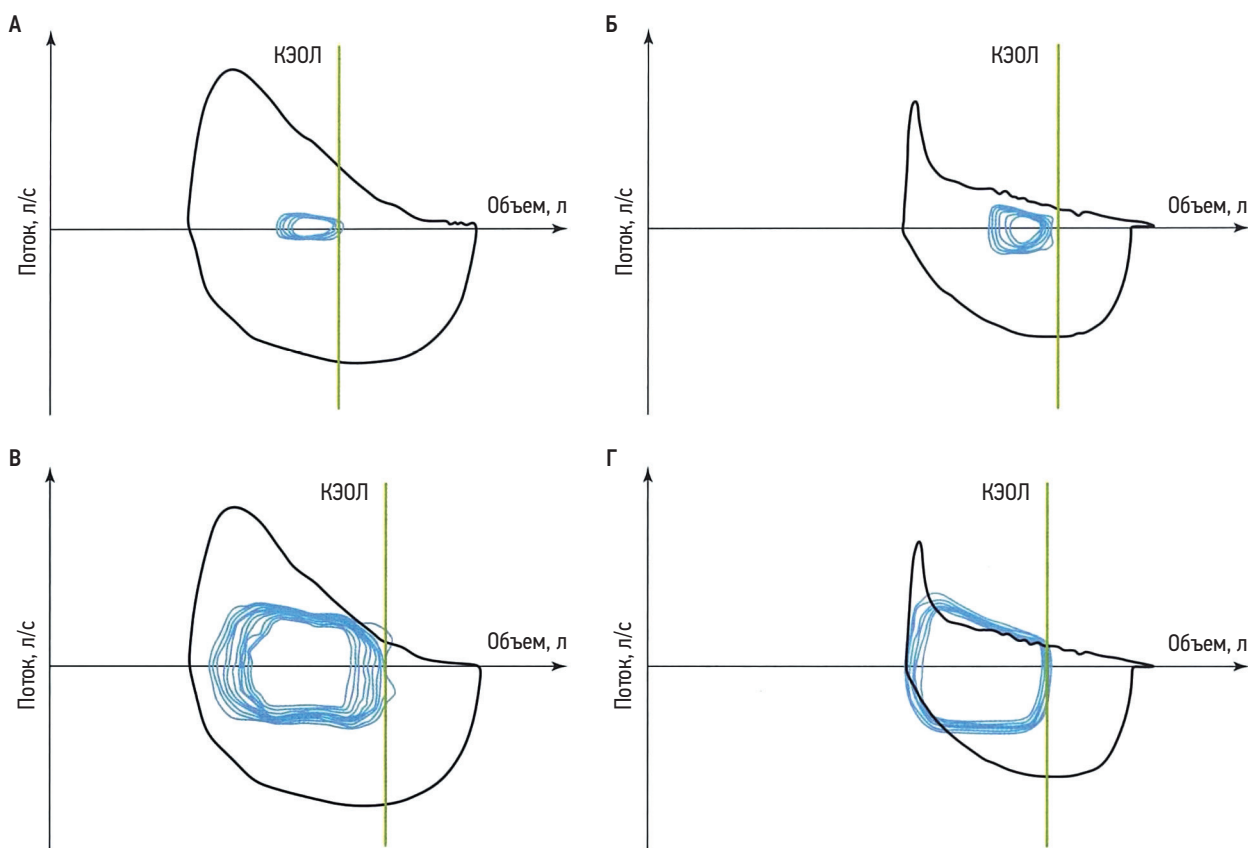 А
КЭОЛ
Поток, л/с
Объем, л
Б
КЭОЛ
Поток, л/с
Объем, л
В
КЭОЛ
Поток, л/с
Объем, л
Г
КЭОЛ
Поток, л/с
Объем, л